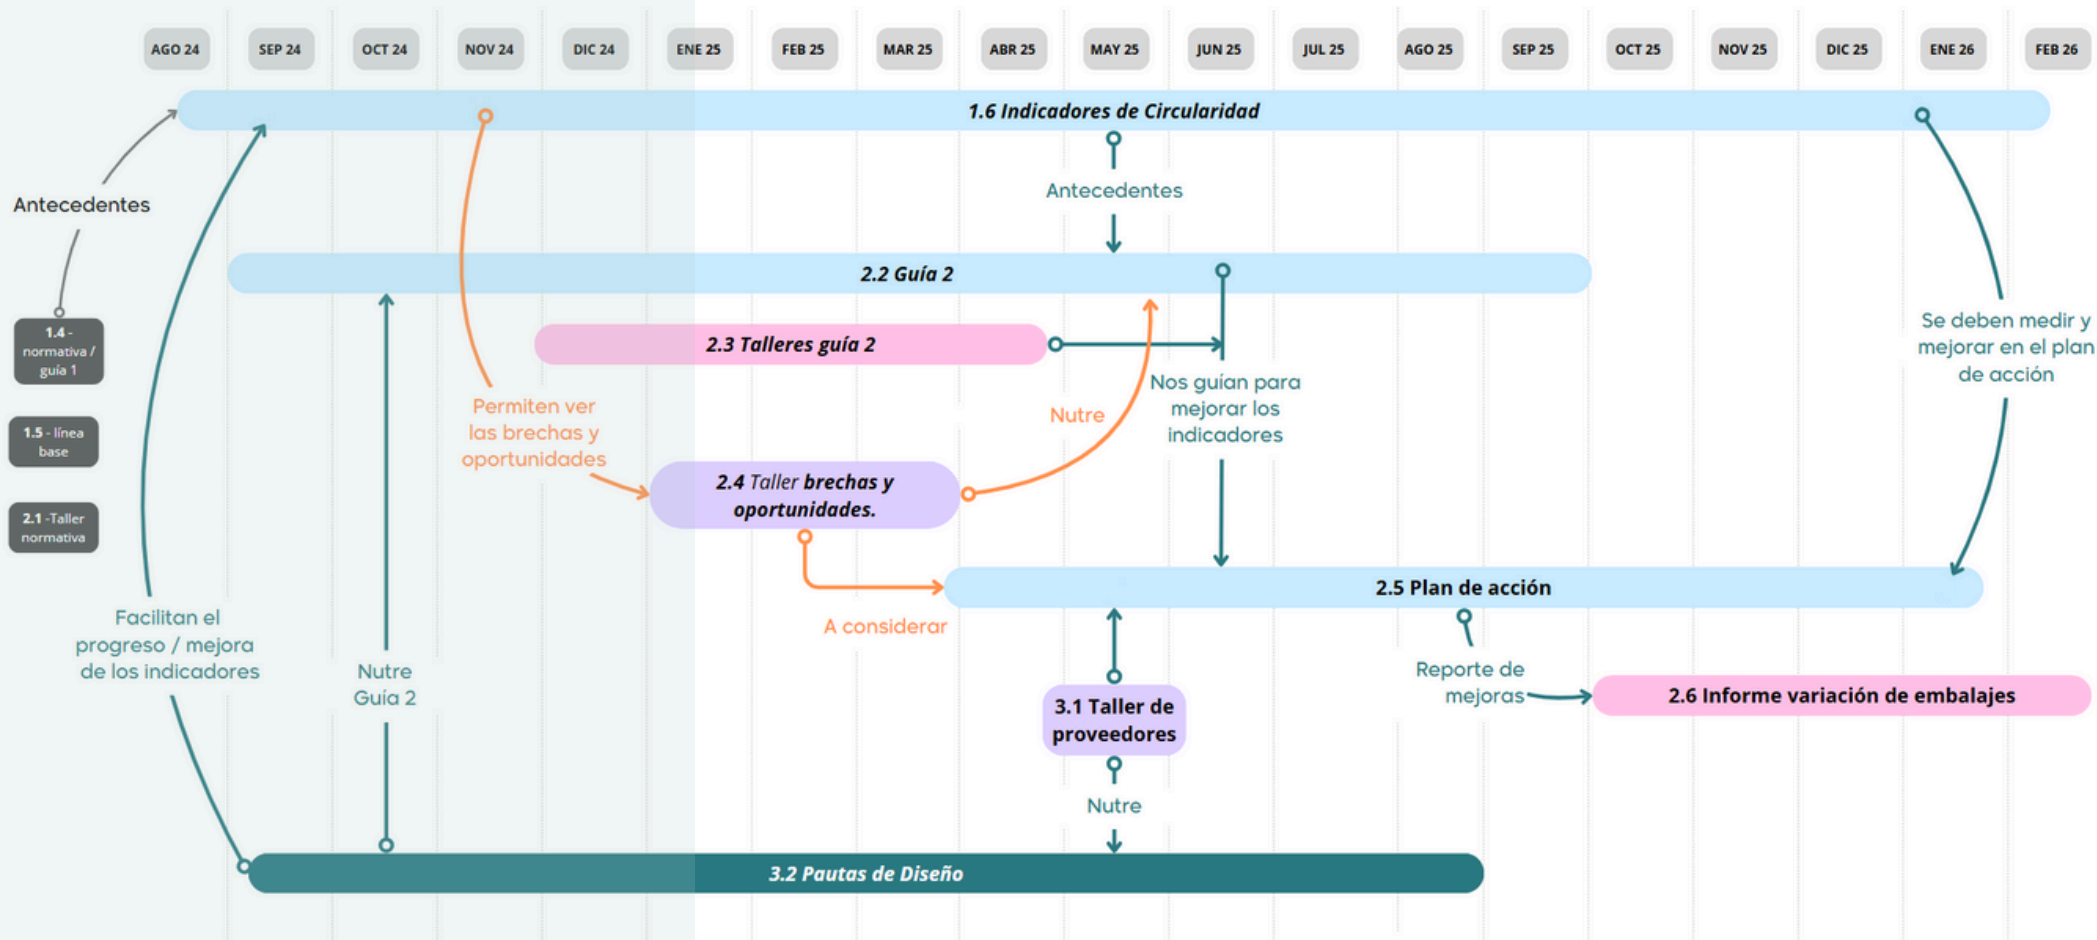 AGO 24 SEP 24 OCT 24 NOV 24 DIC 24 ENE 25 FEB 25 MAR 25 ABR 25 MAY 25 JUN 25 JUL 25 AGO 25 SEP 25 OCT 25 NOV 25 DIC 25 ENE 26 FEB 26
1.6 Indicadores de Circularidad
Antecedentes
Antecedentes
2.2 Guía 2
1.4 -
normativa /
guía 1
2.3 Talleres guía 2
Se deben medir y
mejorar en el plan
de acción
Nos guían para
mejorar los
indicadores
Permiten ver
las brechas y
oportunidades
Nutre
1.5 - línea
base
2.4 Taller brechas y
oportunidades.
2.1 -Taller
normativa
2.5 Plan de acción
A considerar
Facilitan el
progreso / mejora
de los indicadores
Nutre
Guía 2
Reporte de
mejoras
2.6 Informe variación de embalajes
3.1 Taller de
proveedores
Nutre
3.2 Pautas de Diseño